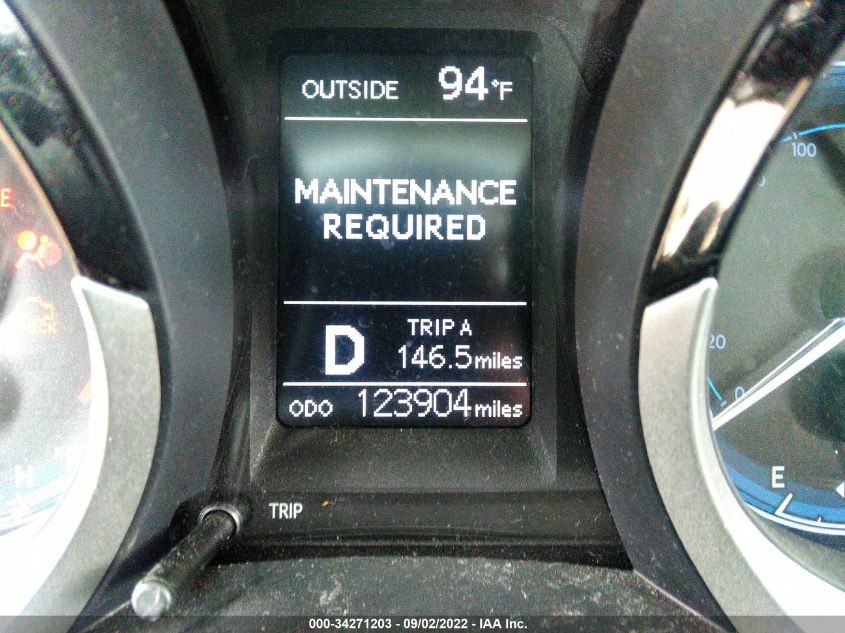 OUTSIDE 94°F
MAINTENANCE
REQUIRED
D
TRIP A
146.5 miles
ODO 123904 miles
TRIP
E
CHECK
H
100
20
0
E
000-34271203 - 09/02/2022 - IAA Inc.